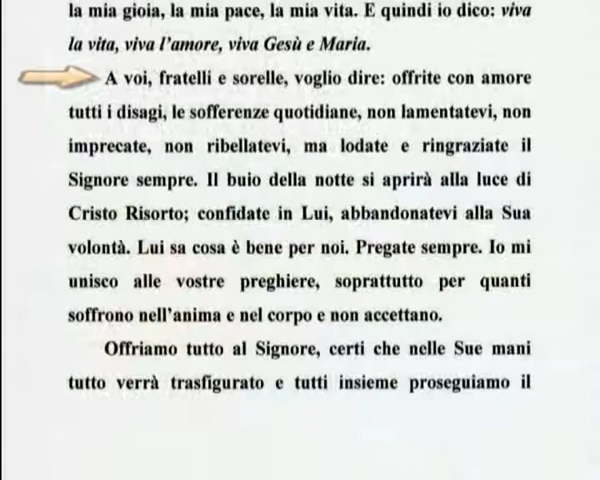 la mia gioia, la mia pace, la mia vita. E quindi io dico: viva
la vita, viva l'amore, viva Gesù e Maria.
A voi, fratelli e sorelle, voglio dire: offrite con amore
tutti i disagi, le sofferenze quotidiane, non lamentatevi, non
imprecate, non ribellatevi, ma lodate e ringraziate il
Signore sempre. Il buio della notte si aprirà alla luce di
Cristo Risorto; confidate in Lui, abbandonatevi alla Sua
volontà. Lui sa cosa è bene per noi. Pregate sempre. Io mi
unisco alle vostre preghiere, soprattutto per quanti
soffrono nell'anima e nel corpo e non accettano.
Offriamo tutto al Signore, certi che nelle Sue mani
tutto verrà trasfigurato e tutti insieme proseguiamo il